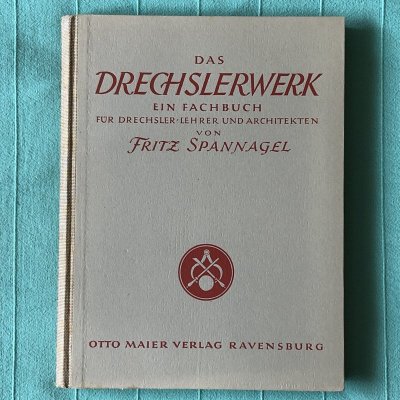 DAS
DRECHSLERWERK
EIN FACHBUCH
FÜR DRECHSLER·LEHRER UND ARCHITEKTEN
VON
FRITZ SPANNAGEL
OTTO MAIER VERLAG RAVENSBURG